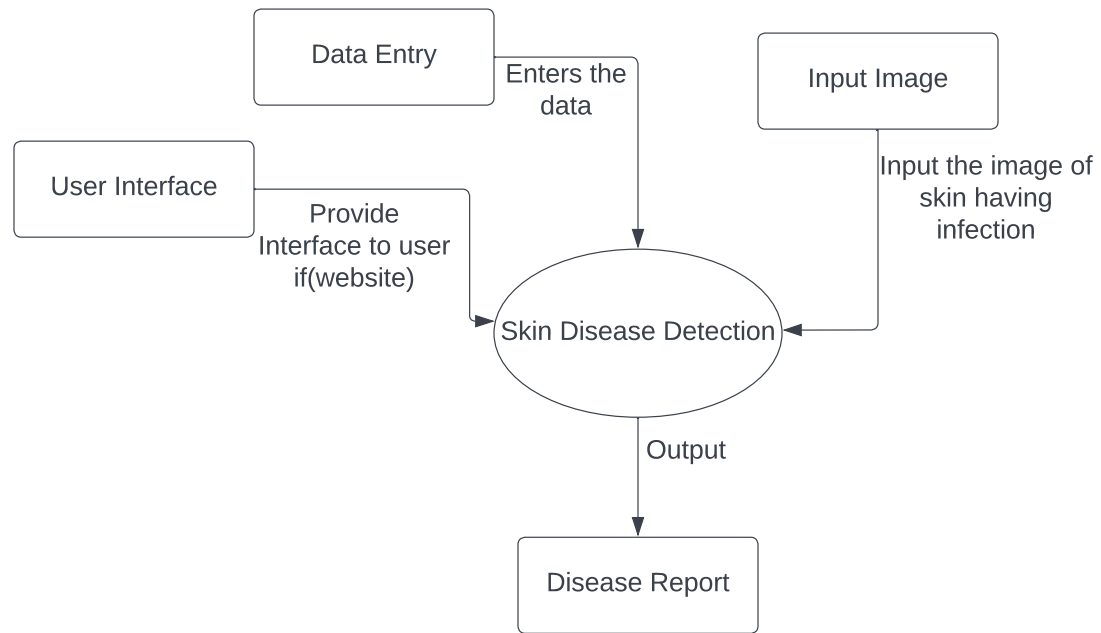 Data Entry
Enters the
data
Input Image
Input the image of
skin having
infection
User Interface
Provide
Interface to user
if(website)
Skin Disease Detection
Output
Disease Report